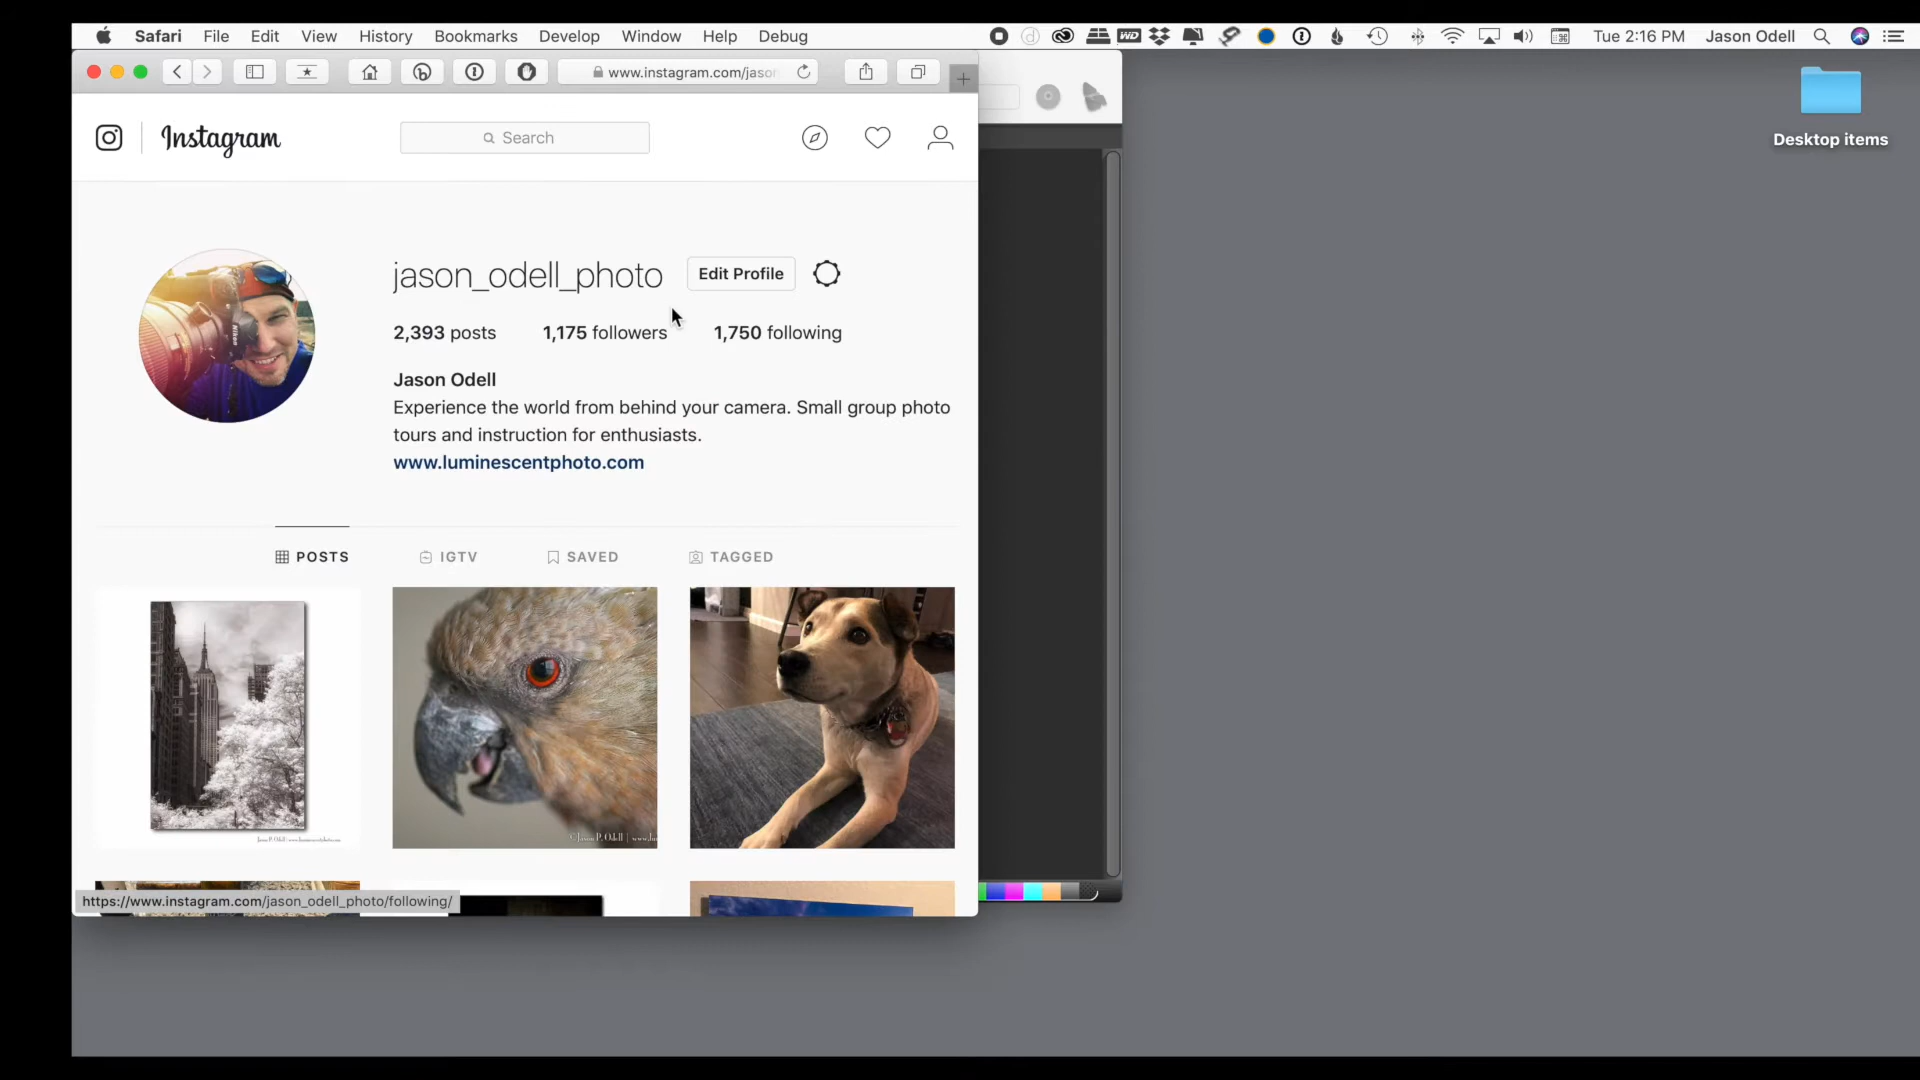 Safari File Edit View History Bookmarks Develop Window Help Debug WD Tue 2:16 PM Jason Odell
www.instagram.com/jasor
Desktop items
Instagram Search
jason_odell_photo Edit Profile
2,393 posts 1,175 followers 1,750 following
Jason Odell
Experience the world from behind your camera. Small group photo
tours and instruction for enthusiasts.
www.luminescentphoto.com
POSTS IGTV SAVED TAGGED
Nikon
https://www.instagram.com/jason_odell_photo/following/